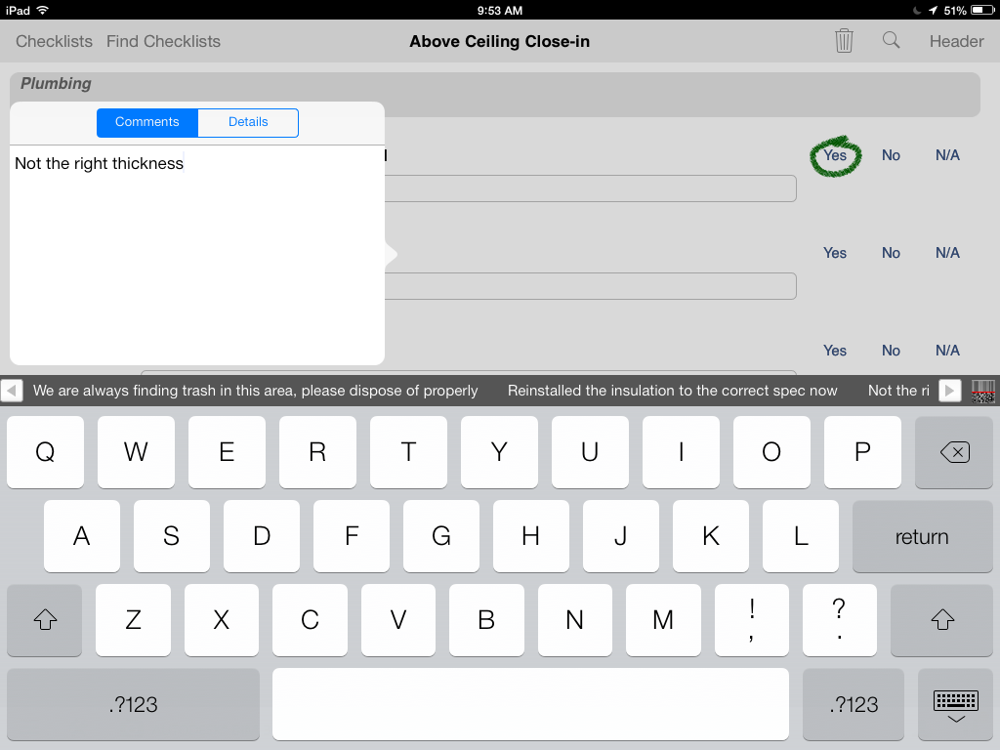 iPad 9:53 AM 51%
Checklists Find Checklists Above Ceiling Close-in Header
Plumbing
Comments Details
Not the right thickness
Yes No N/A
Yes No N/A
Yes No N/A
We are always finding trash in this area, please dispose of properly Reinstalled the insulation to the correct spec now Not the ri
Q W E R T Y U I O P
A S D F G H J K L return
Z X C V B N M ! , ? .
.?123 .?123